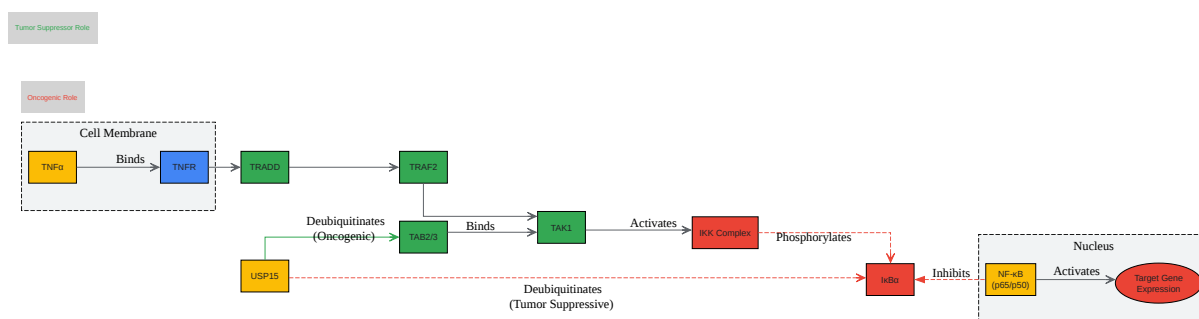 Tumor Suppressor Role
Oncogenic Role
Cell Membrane
TNFα
Binds
TNFR
TRADD
TRAF2
Deubiquitinates
(Oncogenic)
TAB2/3
Binds
TAK1
Activates
IKK Complex
Phosphorylates
USP15
Deubiquitinates
(Tumor Suppressive)
IκBα
Inhibits
Nucleus
NF-κB
(p65/p50)
Activates
Target Gene
Expression